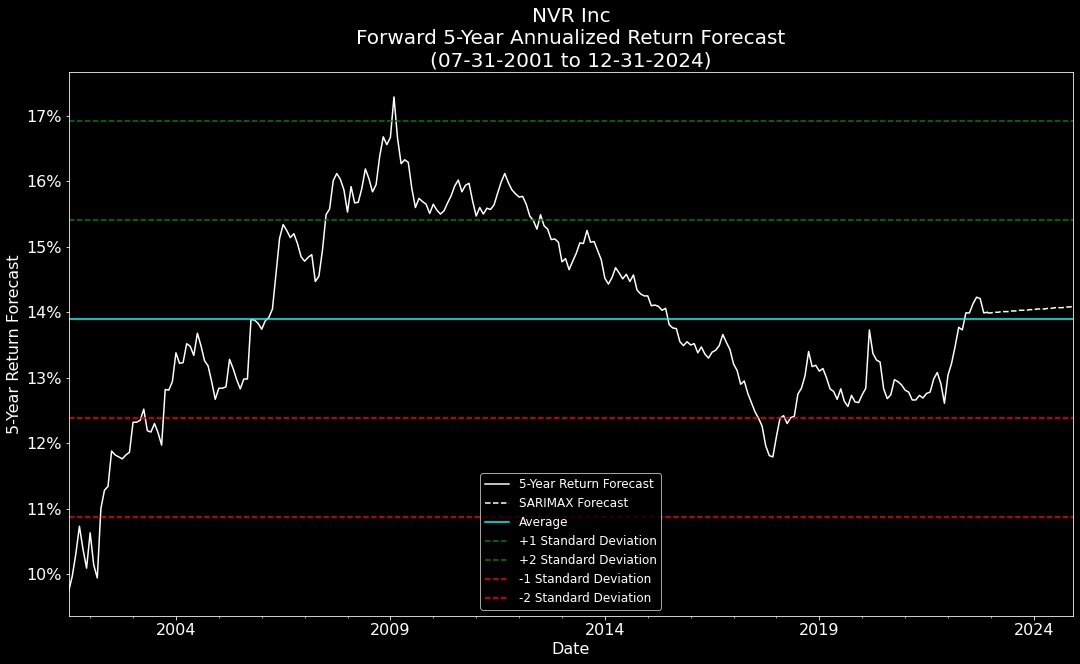 NVR Inc
Forward 5-Year Annualized Return Forecast
(07-31-2001 to 12-31-2024)
5-Year Return Forecast
17%
16%
15%
14%
13%
12%
11%
10%
5-Year Return Forecast
SARIMAX Forecast
Average
+1 Standard Deviation
+2 Standard Deviation
-1 Standard Deviation
-2 Standard Deviation
2004
2009
2014
2019
2024
Date